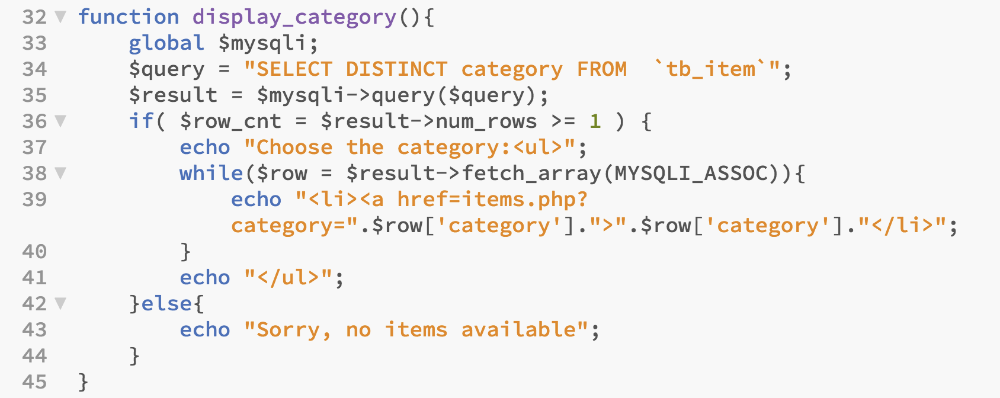 32 function display_category(){
33     global $mysqli;
34     $query = "SELECT DISTINCT category FROM  `tb_item`";
35     $result = $mysqli->query($query);
36     if( $row_cnt = $result->num_rows >= 1 ) {
37         echo "Choose the category:<ul>";
38         while($row = $result->fetch_array(MYSQLI_ASSOC)){
39             echo "<li><a href=items.php?
            category=".$row['category'].">".$row['category']."</li>";
40         }
41         echo "</ul>";
42     }else{
43         echo "Sorry, no items available";
44     }
45 }